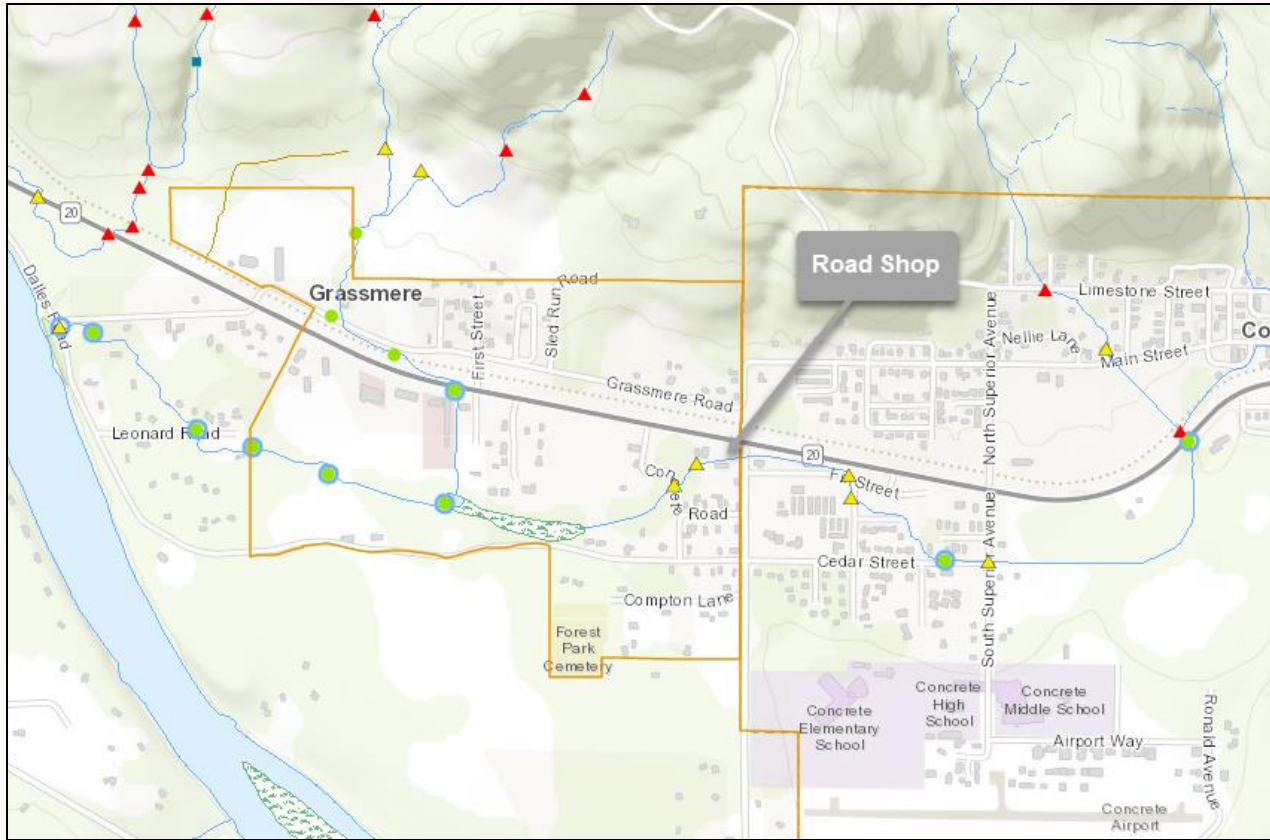 20
Dalles Road
Grassmere
First Street
Sled Run Road
Road Shop
Limestone Street
Nellie Lane
Main Street
Co
North Superior Avenue
Grassmere Road
Leonard Road
20
Road
Cedar Street
South Superior Avenue
Compton Lane
Forest
Park
Cemetery
Concrete
Elementary
School
Concrete
High
School
Concrete
Middle School
Airport Way
Ronald Avenue
Concrete
Airport